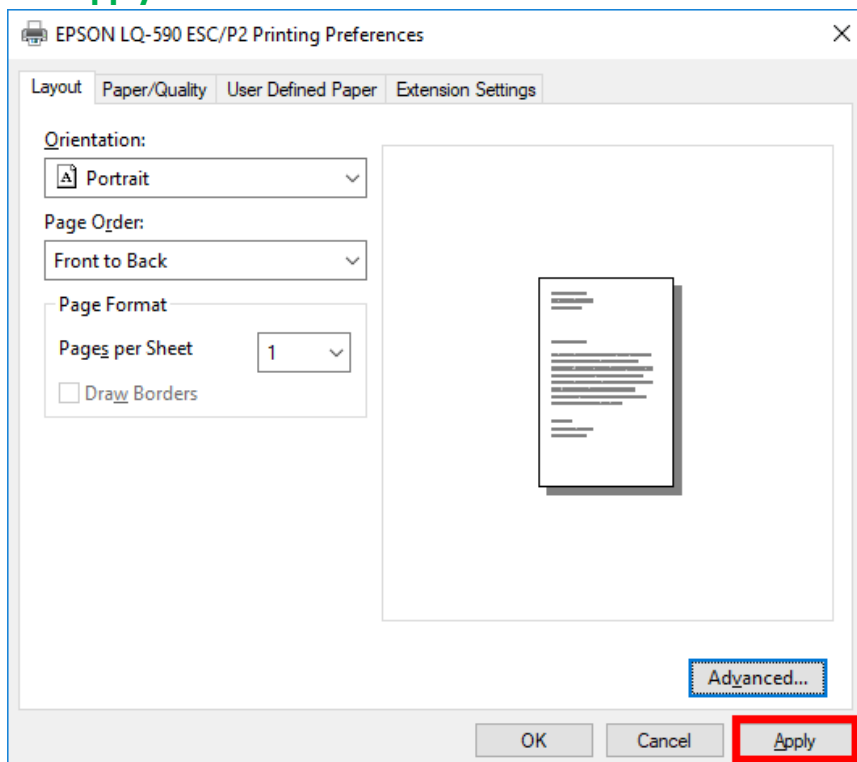 EPSON LQ-590 ESC/P2 Printing Preferences
Layout Paper/Quality User Defined Paper Extension Settings
Orientation:
Portrait
Page Order:
Front to Back
Page Format
Pages per Sheet 1
Draw Borders
Advanced...
OK Cancel Apply